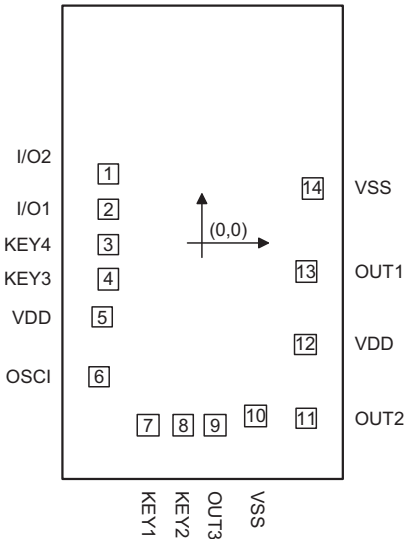 I/O2
1
14
VSS
I/O1
2
(0,0)
KEY4
3
KEY3
4
13
OUT1
VDD
5
12
VDD
OSCI
6
7
8
9
10
11
OUT2
KEY1
KEY2
OUT3
VSS